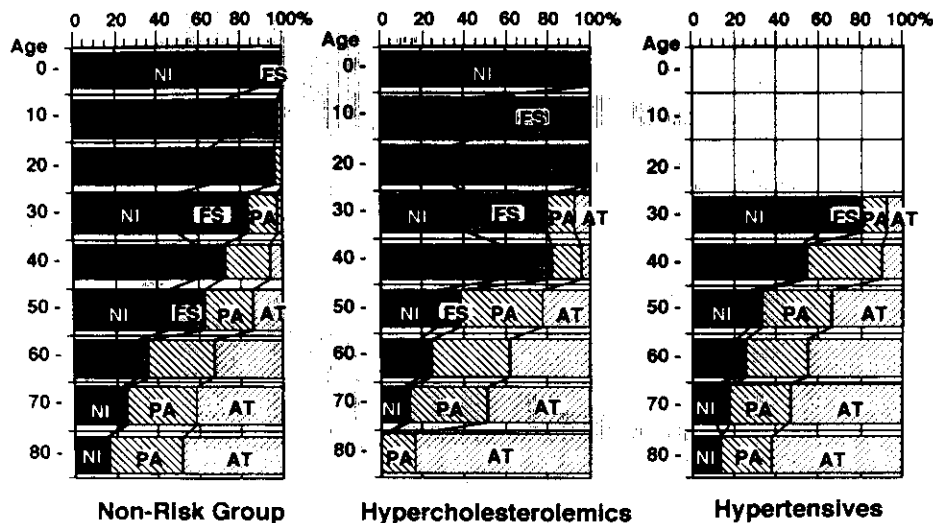 0 20 40 60 80 100% 0 20 40 60 80 100% 0 20 40 60 80 100%
Age Age Age
0 - NI FS 0 - NI 0 -
10 - 10 - FS 10 -
20 - 20 - 20 -
30 - NI FS PA 30 - NI FS PA AT 30 - NI FS PA AT
40 - 40 - 40 -
50 - NI FS PA AT 50 - NI FS PA AT 50 - NI PA AT
60 - 60 - 60 -
70 - NI PA AT 70 - NI PA AT 70 - NI PA AT
80 - NI PA AT 80 - PA AT 80 - NI PA AT
Non-Risk Group Hypercholesterolemics Hypertensives